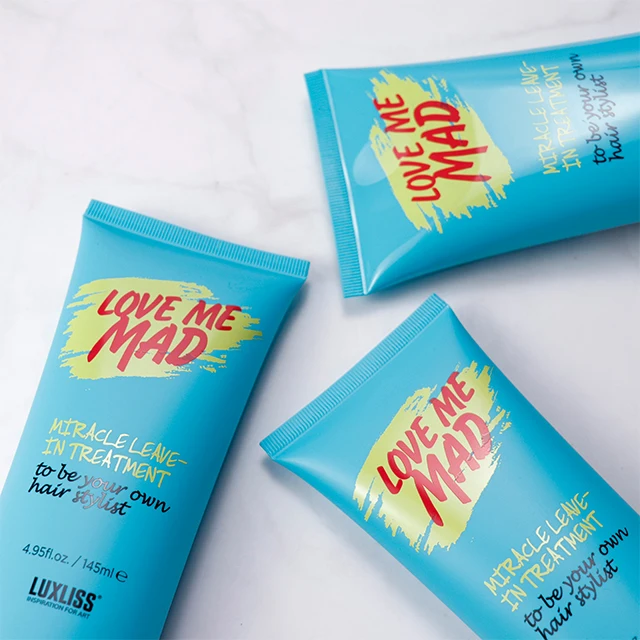 LOVE ME
MAD
MIRACLE LEAVE-
IN TREATMENT
to be your own
hair stylist
LOVE ME
MAD
MIRACLE LEAVE-
IN TREATMENT
to be your own
hair stylist
4.95fl.oz. / 145ml ℮
LUXLISS®
INSPIRATION FOR ART
LOVE ME
MAD
MIRACLE LEAVE-
IN TREATMENT
to be your own
hair stylist